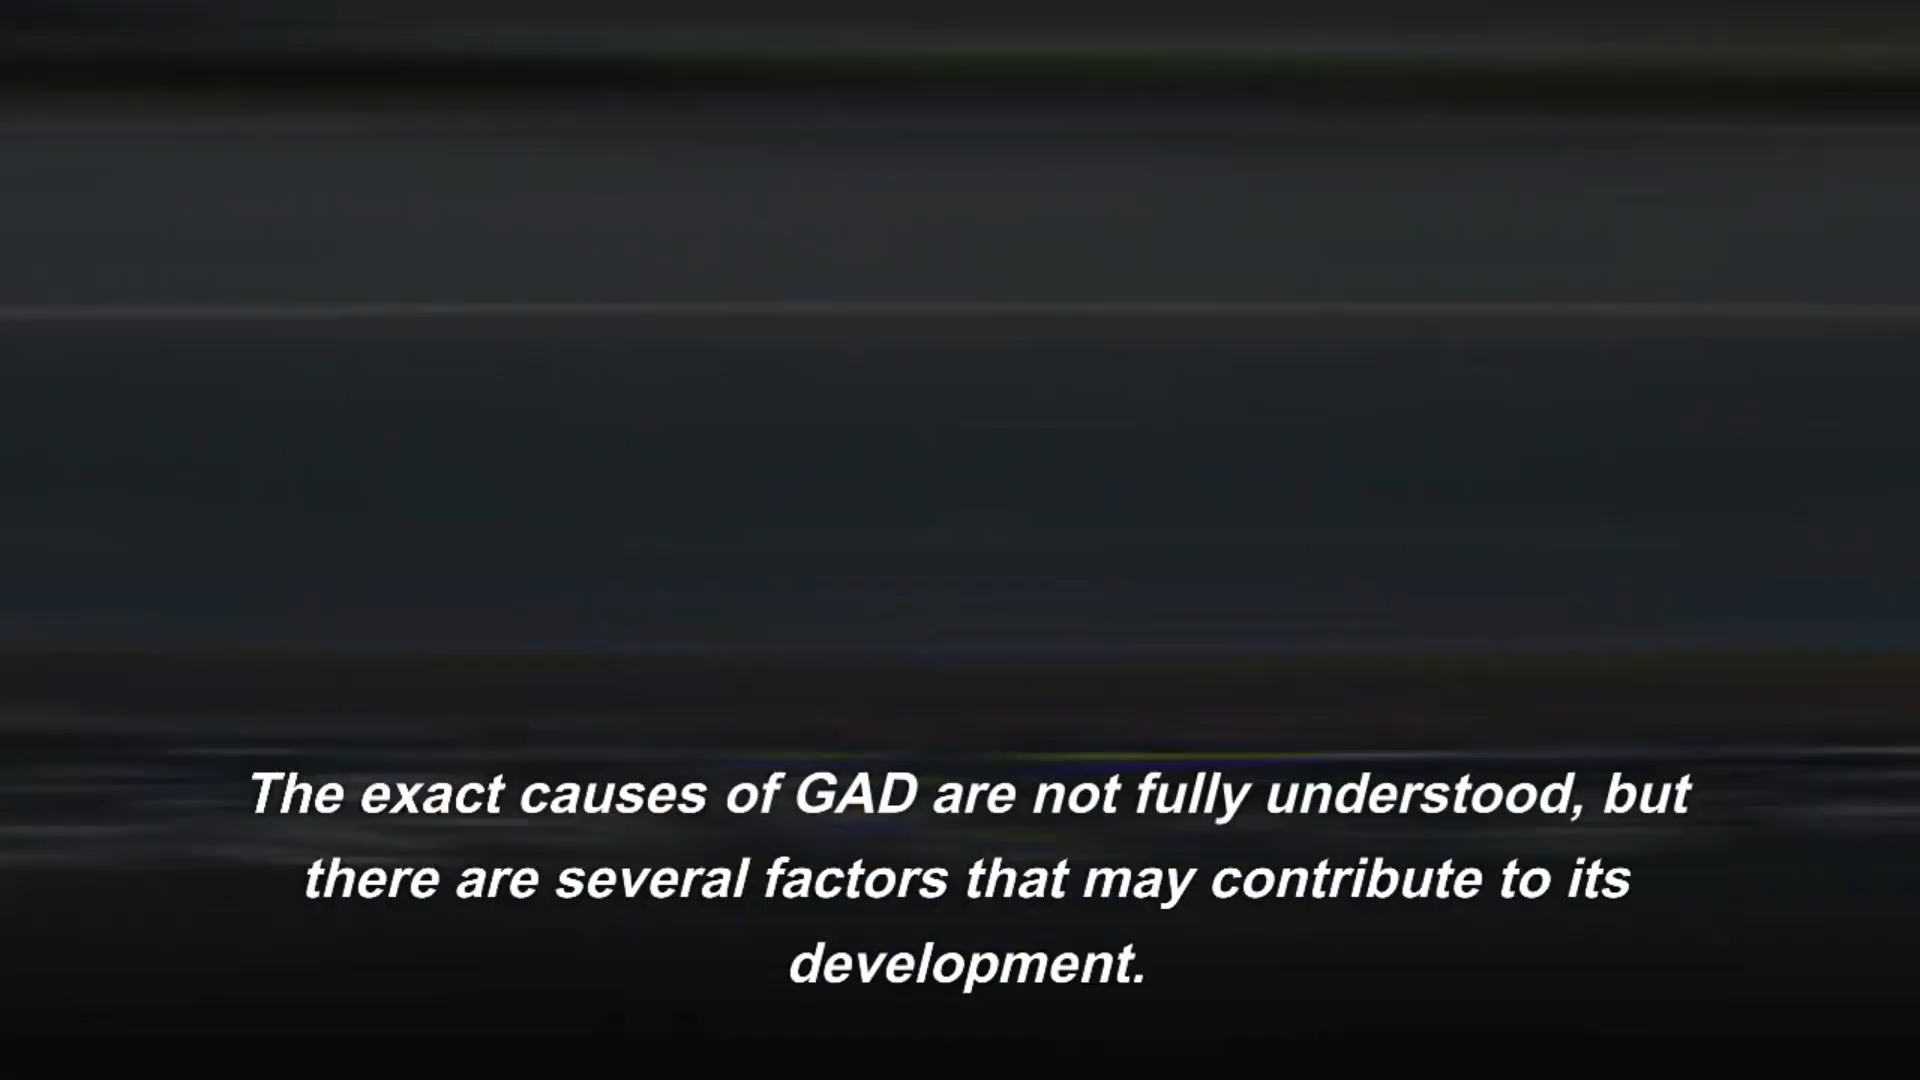 The exact causes of GAD are not fully understood, but
there are several factors that may contribute to its
development.